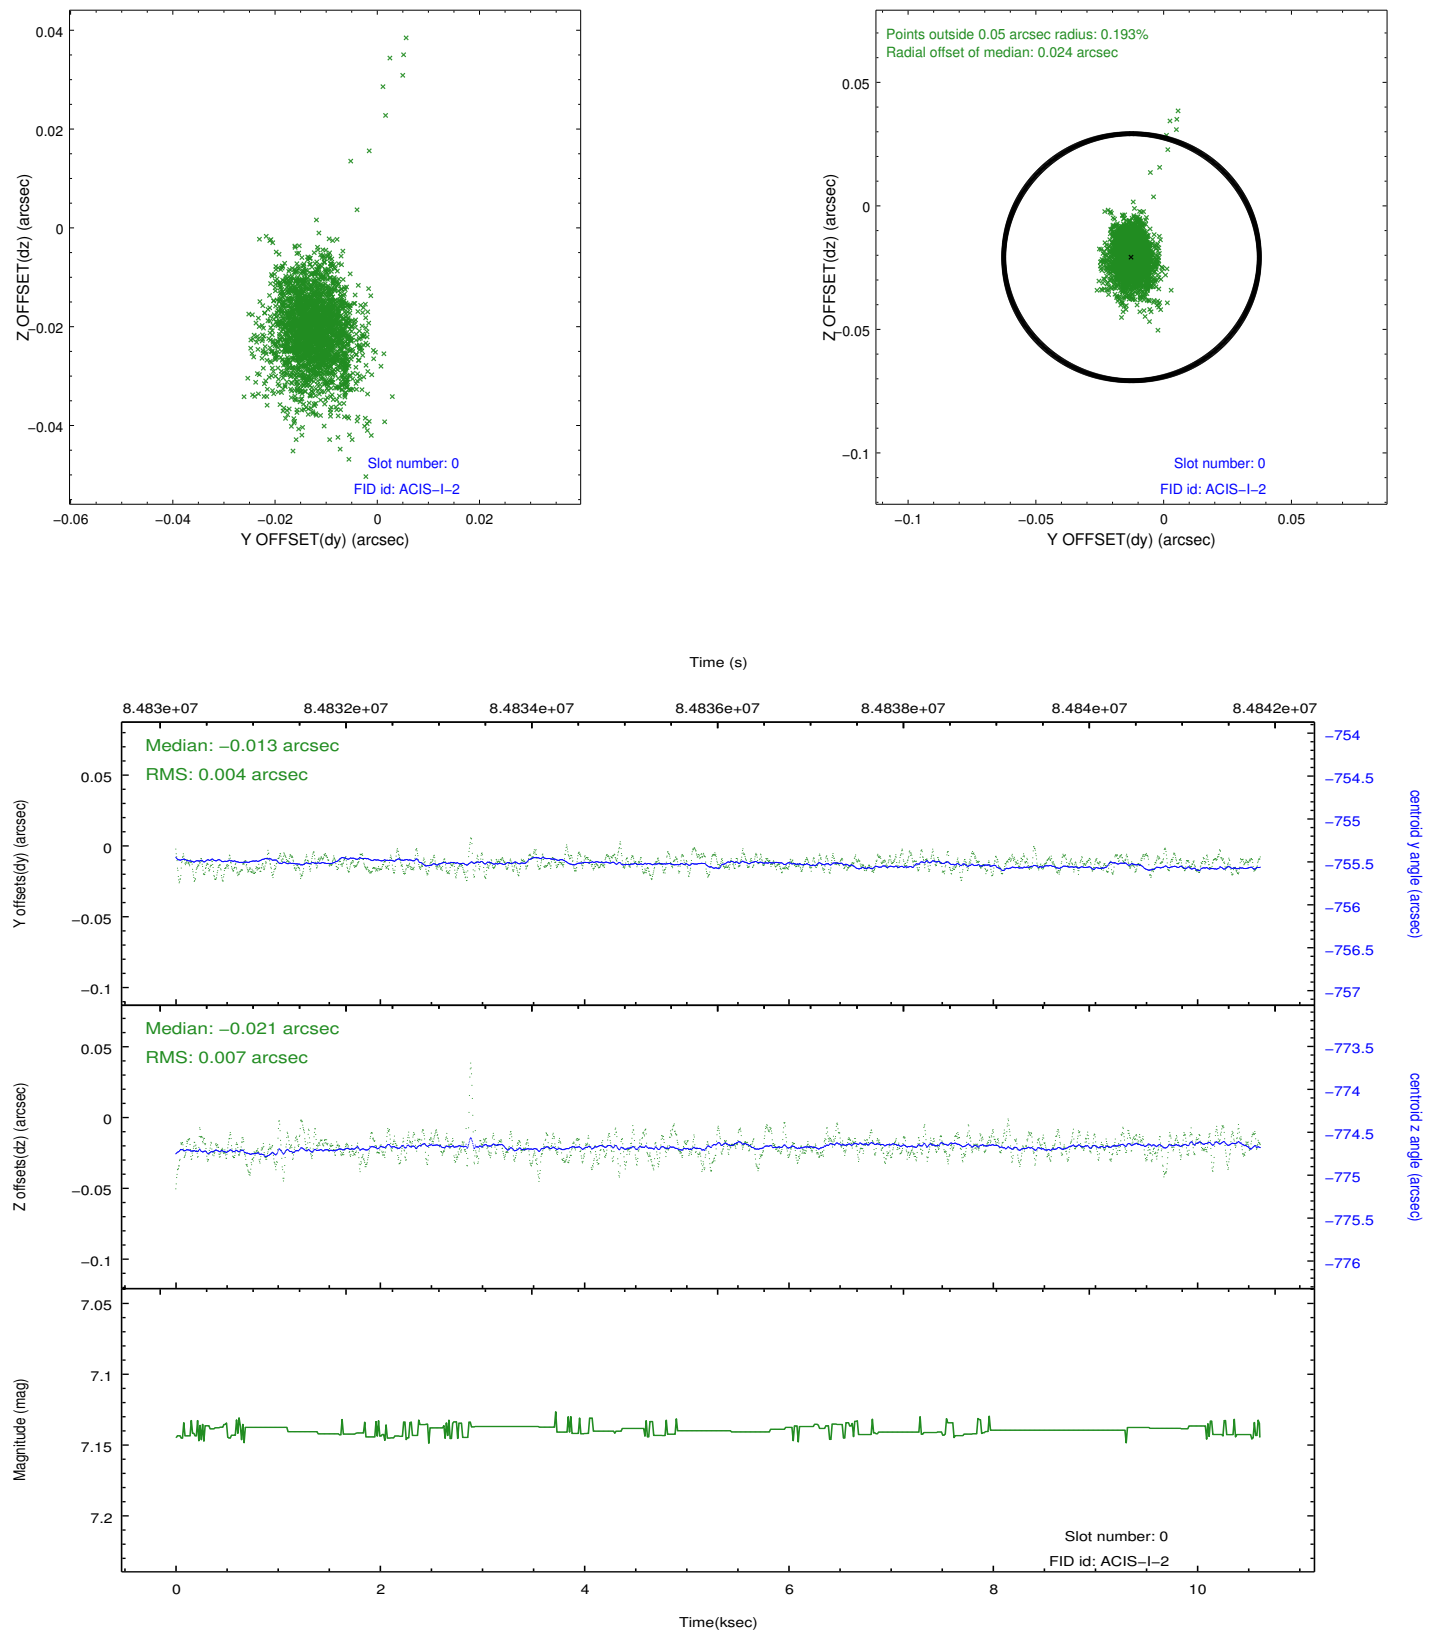 0.04
0.02
0
−0.02
−0.04
Z OFFSET(dz) (arcsec)
Slot number: 0
FID id: ACIS−I−2
−0.06
−0.04
−0.02
0
0.02
Y OFFSET(dy) (arcsec)
Points outside 0.05 arcsec radius: 0.193%
Radial offset of median: 0.024 arcsec
0.05
0
−0.05
−0.1
Z OFFSET(dz) (arcsec)
Slot number: 0
FID id: ACIS−I−2
−0.1
−0.05
0
0.05
Y OFFSET(dy) (arcsec)
Time (s)
8.483e+07
8.4832e+07
8.4834e+07
8.4836e+07
8.4838e+07
8.484e+07
8.4842e+07
Median: −0.013 arcsec
RMS: 0.004 arcsec
0.05
0
−0.05
−0.1
Y offsets(dy) (arcsec)
−754
−754.5
−755
−755.5
−756
−756.5
−757
centroid y angle (arcsec)
Median: −0.021 arcsec
RMS: 0.007 arcsec
0.05
0
−0.05
−0.1
Z offsets(dz) (arcsec)
−773.5
−774
−774.5
−775
−775.5
−776
centroid z angle (arcsec)
7.05
7.1
7.15
7.2
Magnitude (mag)
Slot number: 0
FID id: ACIS−I−2
0
2
4
6
8
10
Time(ksec)